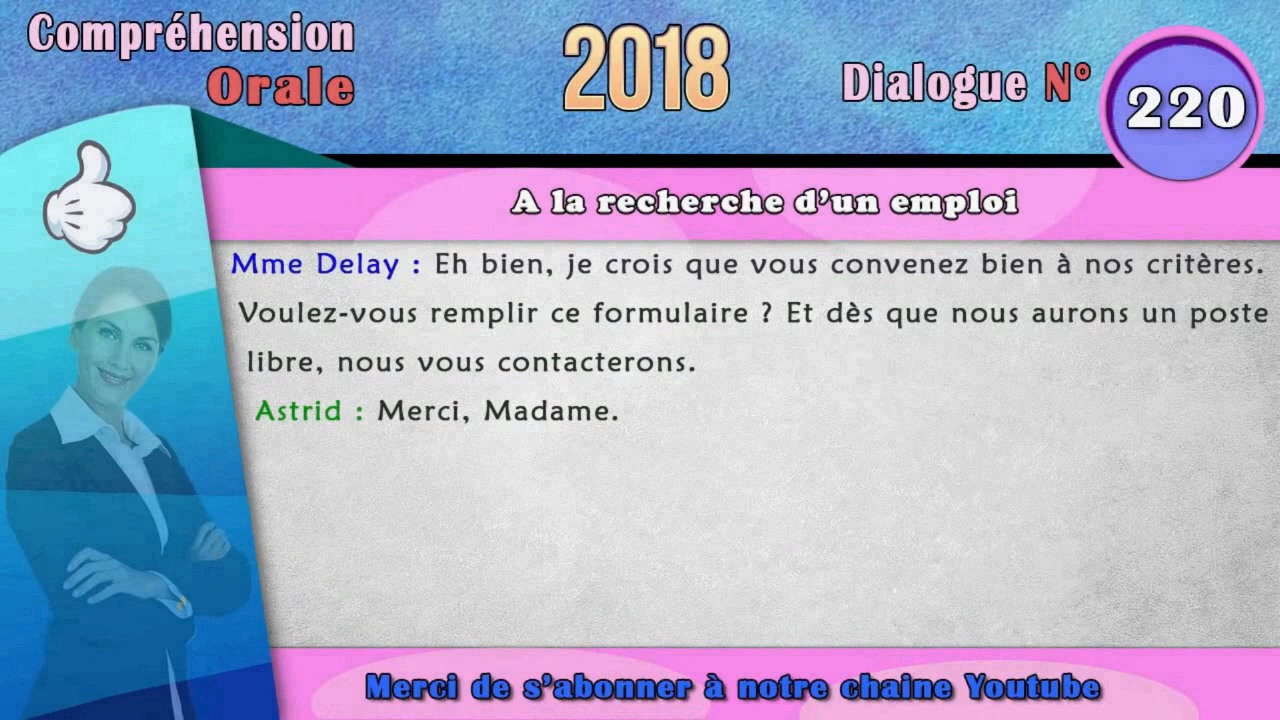 Compréhension
Orale
2018
Dialogue N°
220
A la recherche d'un emploi
Mme Delay : Eh bien, je crois que vous convenez bien à nos critères.
Voulez-vous remplir ce formulaire ? Et dès que nous aurons un poste
libre, nous vous contacterons.
Astrid : Merci, Madame.
Merci de s'abonner à notre chaine Youtube